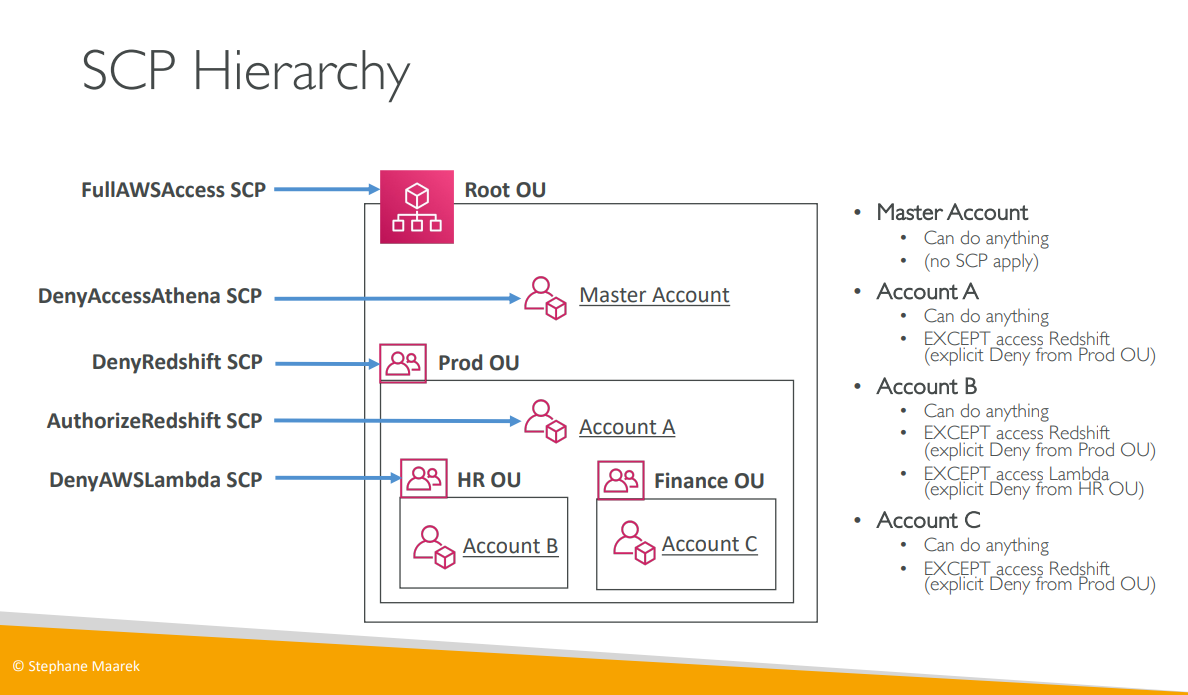 SCP Hierarchy
FullAWSAccess SCP
Root OU
DenyAccessAthena SCP
Master Account
DenyRedshift SCP
Prod OU
AuthorizeRedshift SCP
Account A
DenyAWSLambda SCP
HR OU
Finance OU
Account B
Account C
• Master Account
• Can do anything
• (no SCP apply)
• Account A
• Can do anything
• EXCEPT access Redshift
(explicit Deny from Prod OU)
• Account B
• Can do anything
• EXCEPT access Redshift
(explicit Deny from Prod OU)
• EXCEPT access Lambda
(explicit Deny from HR OU)
• Account C
• Can do anything
• EXCEPT access Redshift
(explicit Deny from Prod OU)
© Stephane Maarek